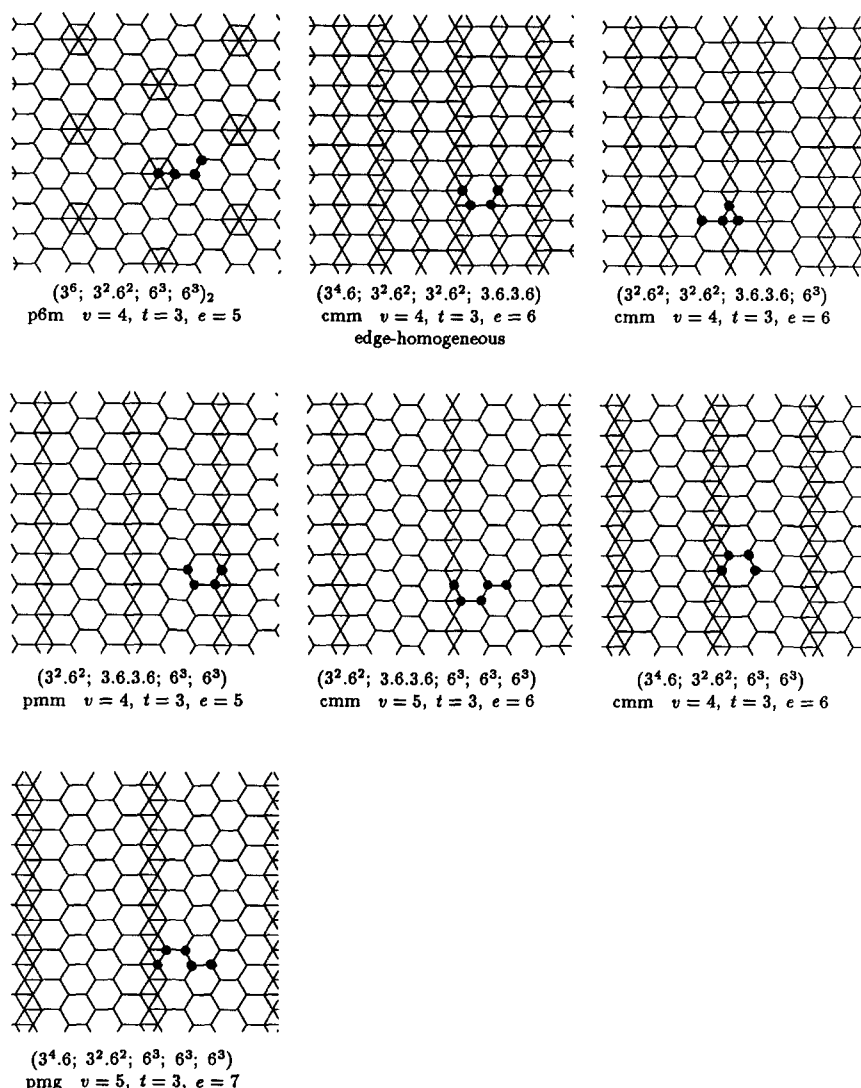 (3⁶; 3².6²; 6³; 6³)₂
p6m v = 4, t = 3, e = 5
(3⁴.6; 3².6²; 3².6²; 3.6.3.6)
cmm v = 4, t = 3, e = 6
edge-homogeneous
(3².6²; 3².6²; 3.6.3.6; 6³)
cmm v = 4, t = 3, e = 6
(3².6²; 3.6.3.6; 6³; 6³)
pmm v = 4, t = 3, e = 5
(3².6²; 3.6.3.6; 6³; 6³; 6³)
cmm v = 5, t = 3, e = 6
(3⁴.6; 3².6²; 6³; 6³)
cmm v = 4, t = 3, e = 6
(3⁴.6; 3².6²; 6³; 6³; 6³)
pmg v = 5, t = 3, e = 7